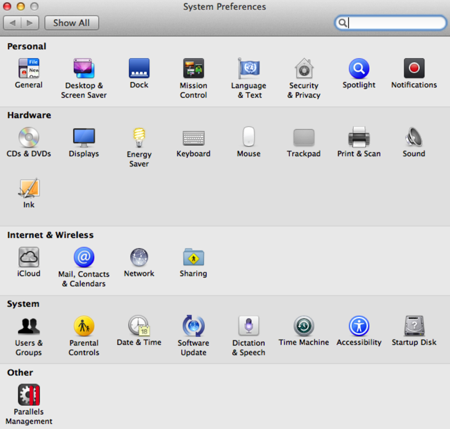 System Preferences
Show All
Personal
General
Desktop &
Screen Saver
Dock
Mission
Control
Language
& Text
Security
& Privacy
Spotlight
Notifications
Hardware
CDs & DVDs
Displays
Energy
Saver
Keyboard
Mouse
Trackpad
Print & Scan
Sound
Ink
Internet & Wireless
iCloud
Mail, Contacts
& Calendars
Network
Sharing
System
Users &
Groups
Parental
Controls
Date & Time
Software
Update
Dictation
& Speech
Time Machine
Accessibility
Startup Disk
Other
Parallels
Management